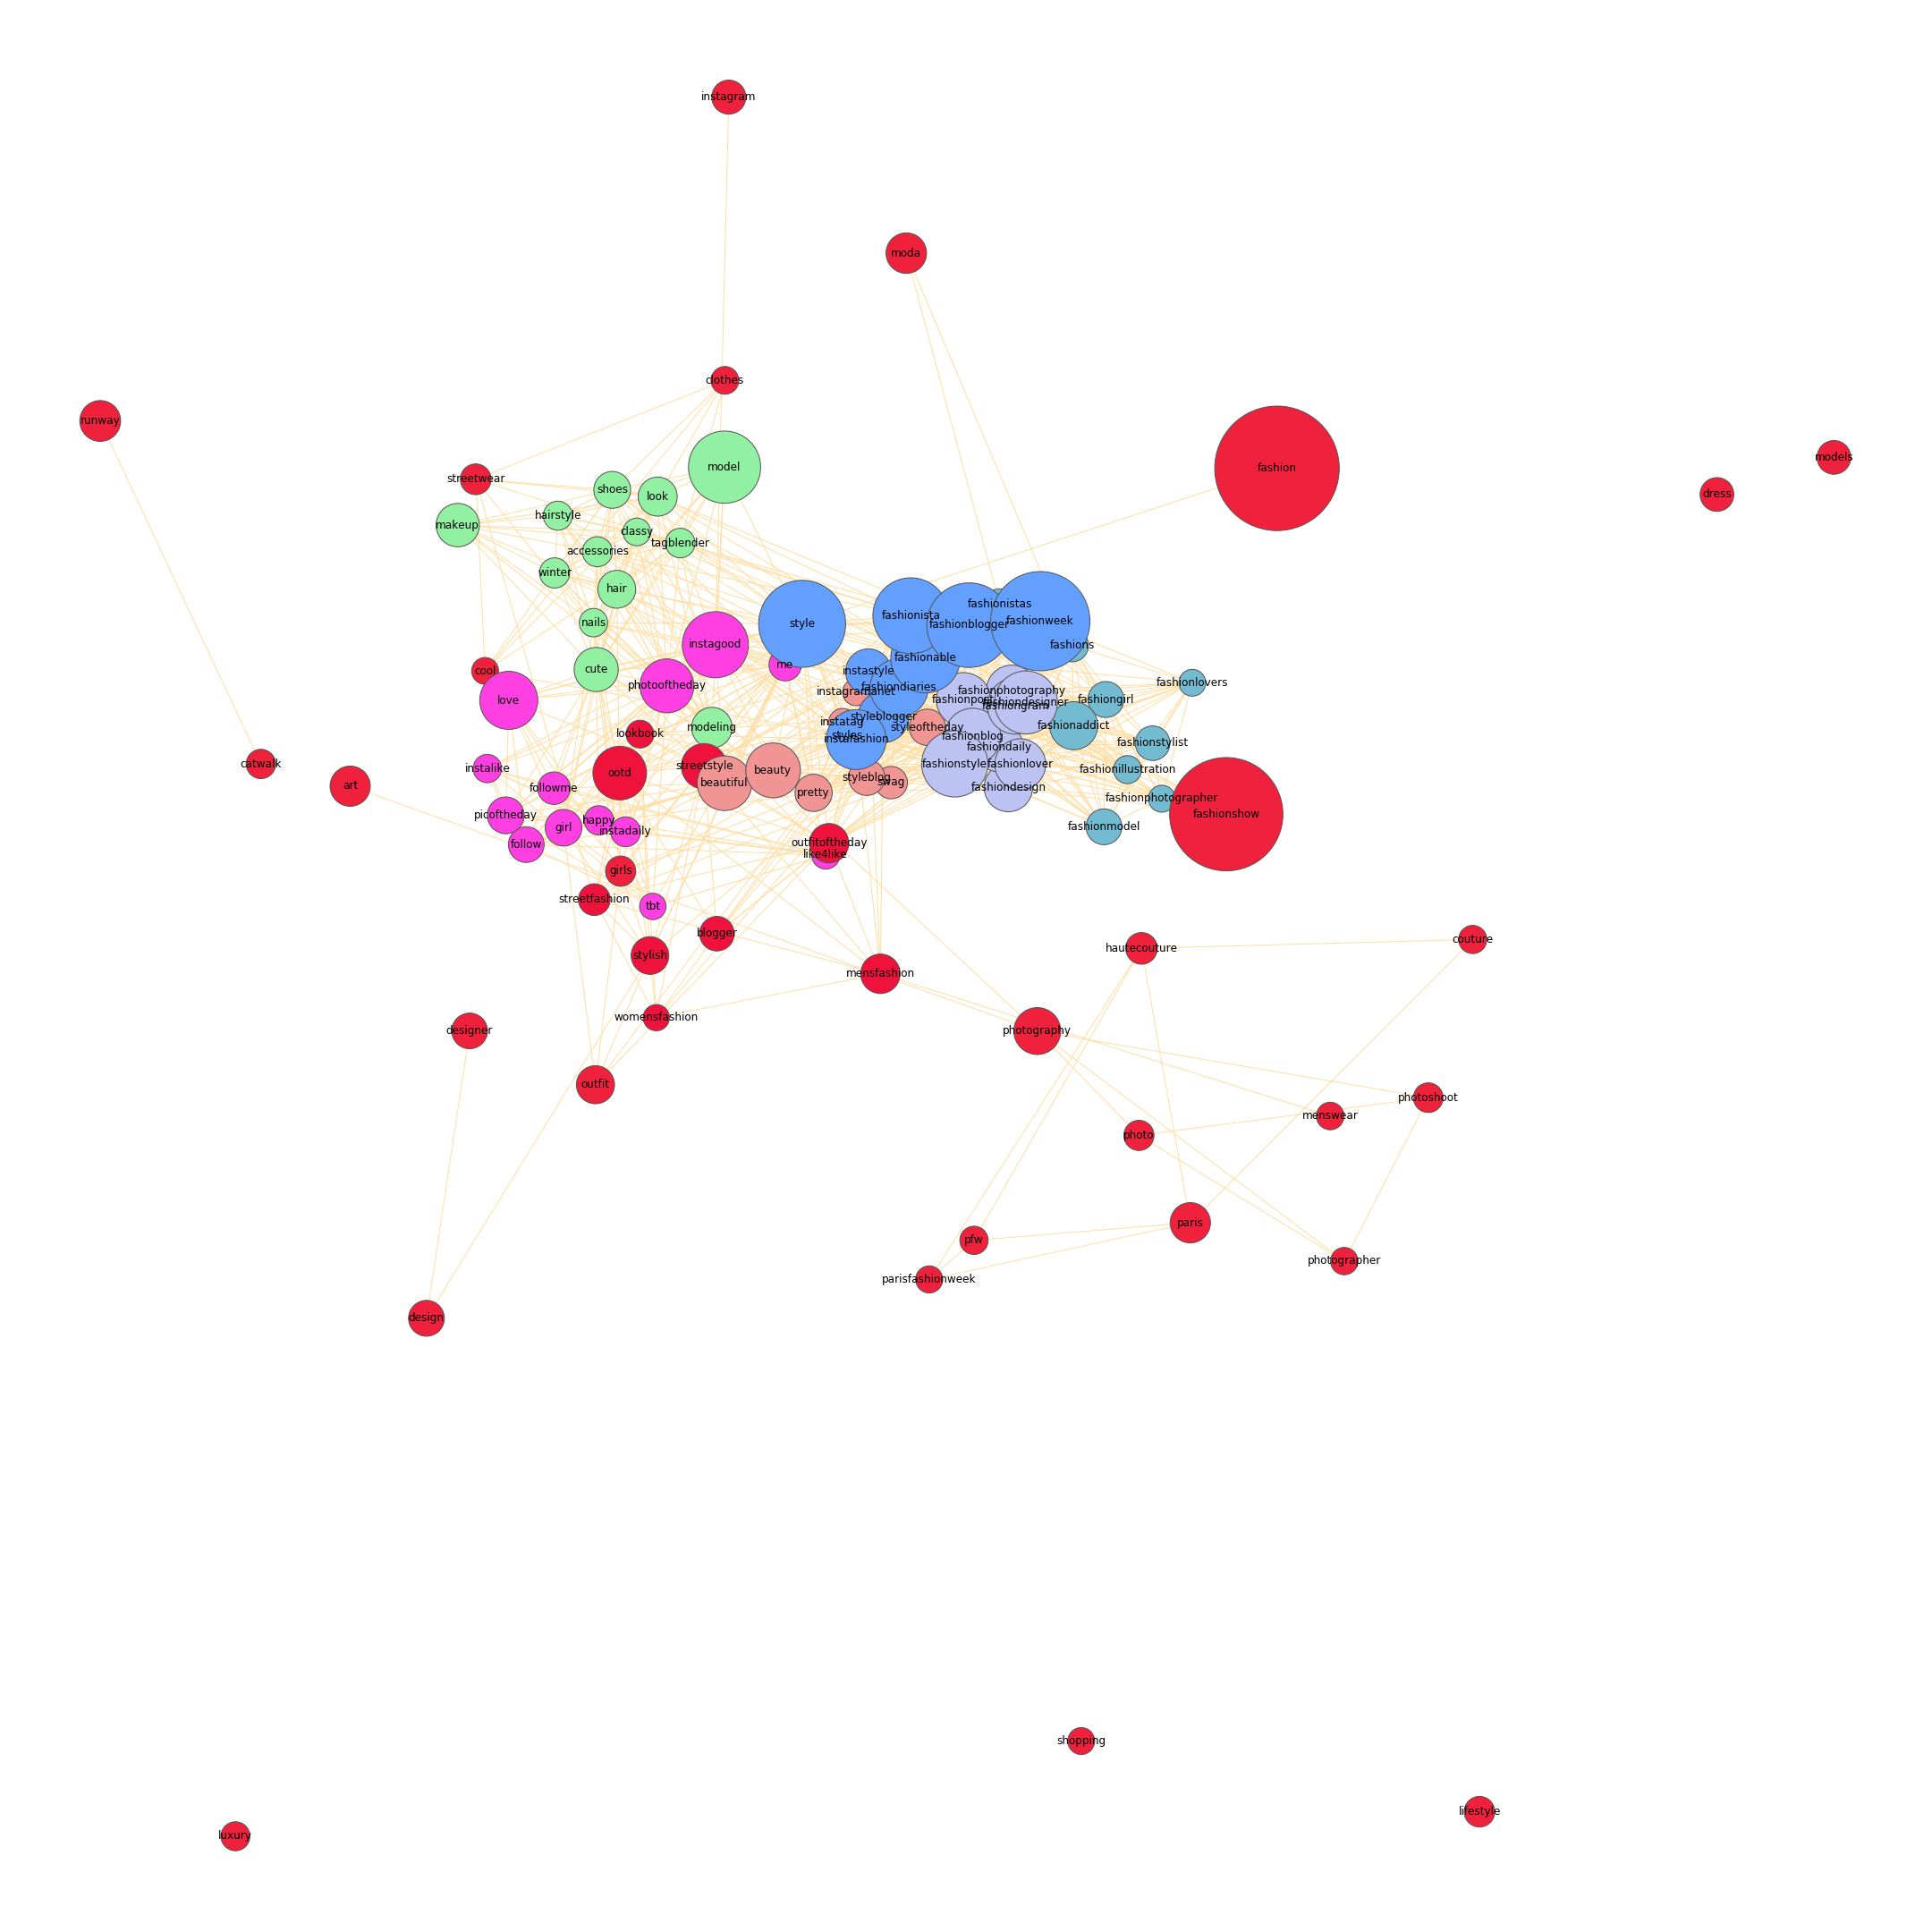 instagram
moda
clothes
runway
fashion
models
model
streetwear
shoes
look
dress
makeup
hairstyle
classy
tagblender
accessories
winter
hair
nails
style
fashionista
fashionistas
fashionblogger
fashionweek
instagood
fashions
fashionable
me
cool
cute
love
photooftheday
instastyle
fashiondiaries
instagramanet
fashionphotography
fashionpost
fashiondesigner
fashiongram
fashiongirl
fashionlovers
modeling
lookbook
instatag
styleblogger
styles
instafashion
styleoftheday
fashionblog
fashiondaily
fashionaddict
fashionstylist
catwalk
art
instalike
followme
ootd
streetstyle
beautiful
beauty
pretty
styleblog
swag
fashionstyle
fashionlover
fashiondesign
fashionillustration
fashionphotographer
fashionshow
fashionmodel
picoftheday
girl
happy
instadaily
follow
outfitoftheday
like4like
girls
streetfashion
tbt
blogger
stylish
mensfashion
hautecouture
couture
womensfashion
designer
photography
outfit
photoshoot
menswear
photo
paris
pfw
photographer
parisfashionweek
design
shopping
lifestyle
luxury